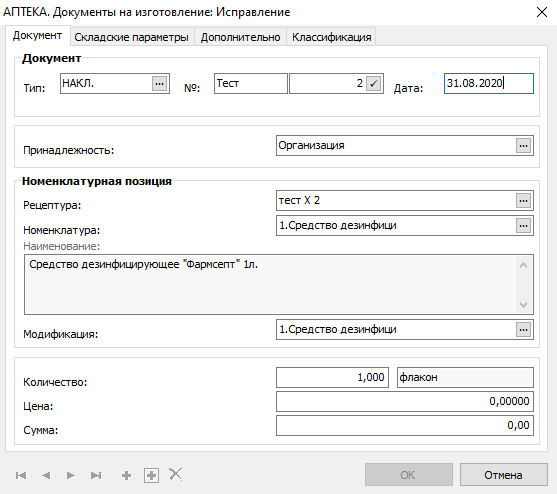 АПТЕКА. Документы на изготовление: Исправление
Документ Складские параметры Дополнительно Классификация
Документ
Тип: НАКЛ. ... №: Тест 2 Дата: 31.08.2020
Принадлежность: Организация ...
Номенклатурная позиция
Рецептура: тест X 2 ...
Номенклатура: 1.Средство дезинфици ...
Наименование:
Средство дезинфицирующее "Фармсепт" 1л.
Модификация: 1.Средство дезинфици ...
Количество: 1,000 флакон
Цена: 0,00000
Сумма: 0,00
OK Отмена